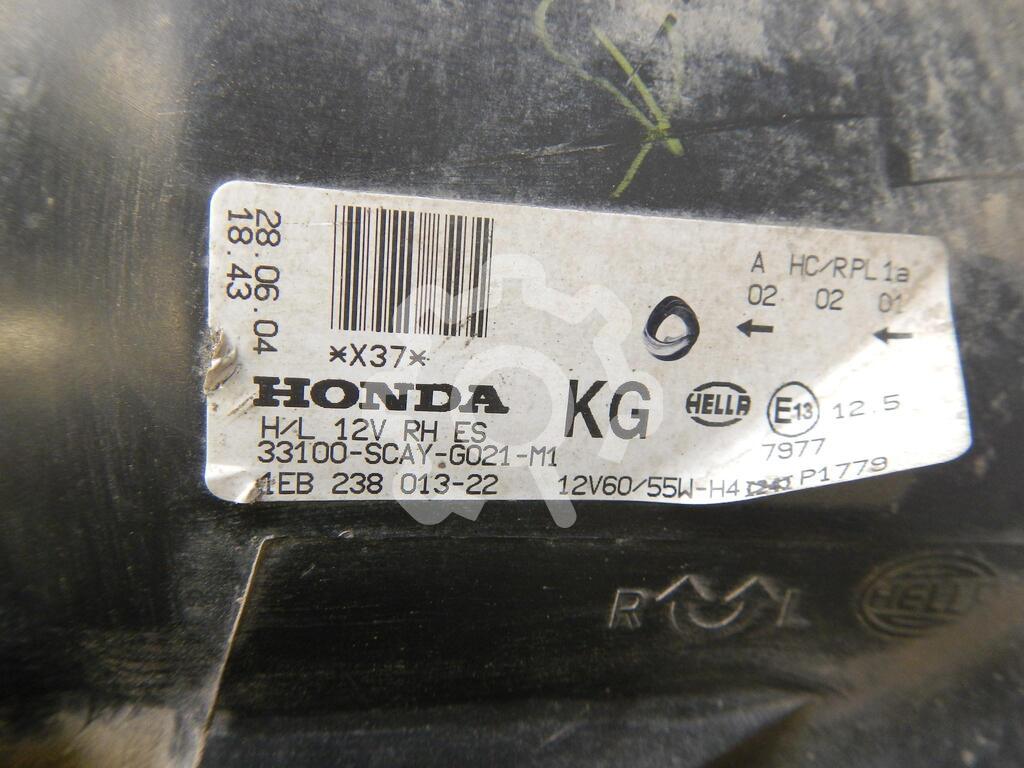 28.06.04
18.43
*X37*
HONDA
H/L 12V RH ES
33100-SCAY-G021-M1
1EB 238 013-22
KG
A HC/R PL 1a
02 02 01
HELLA E13 12.5
7977
12V60/55W-H4 P1779
R L HELLA